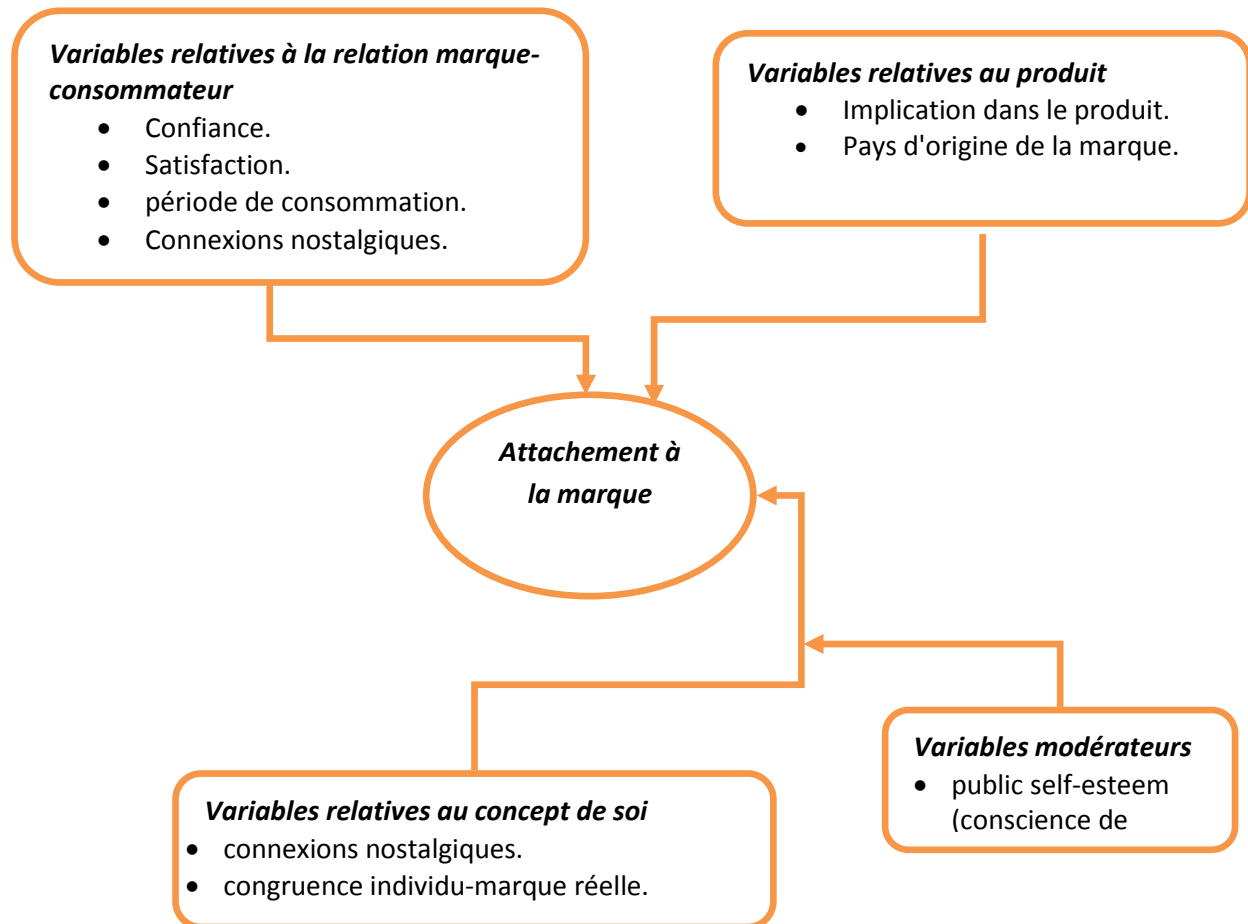 Variables relatives à la relation marque-
consommateur
• Confiance.
• Satisfaction.
• période de consommation.
• Connexions nostalgiques.
Variables relatives au produit
• Implication dans le produit.
• Pays d'origine de la marque.
Attachement à
la marque
Variables relatives au concept de soi
• connexions nostalgiques.
• congruence individu-marque réelle.
Variables modérateurs
• public self-esteem
(conscience de